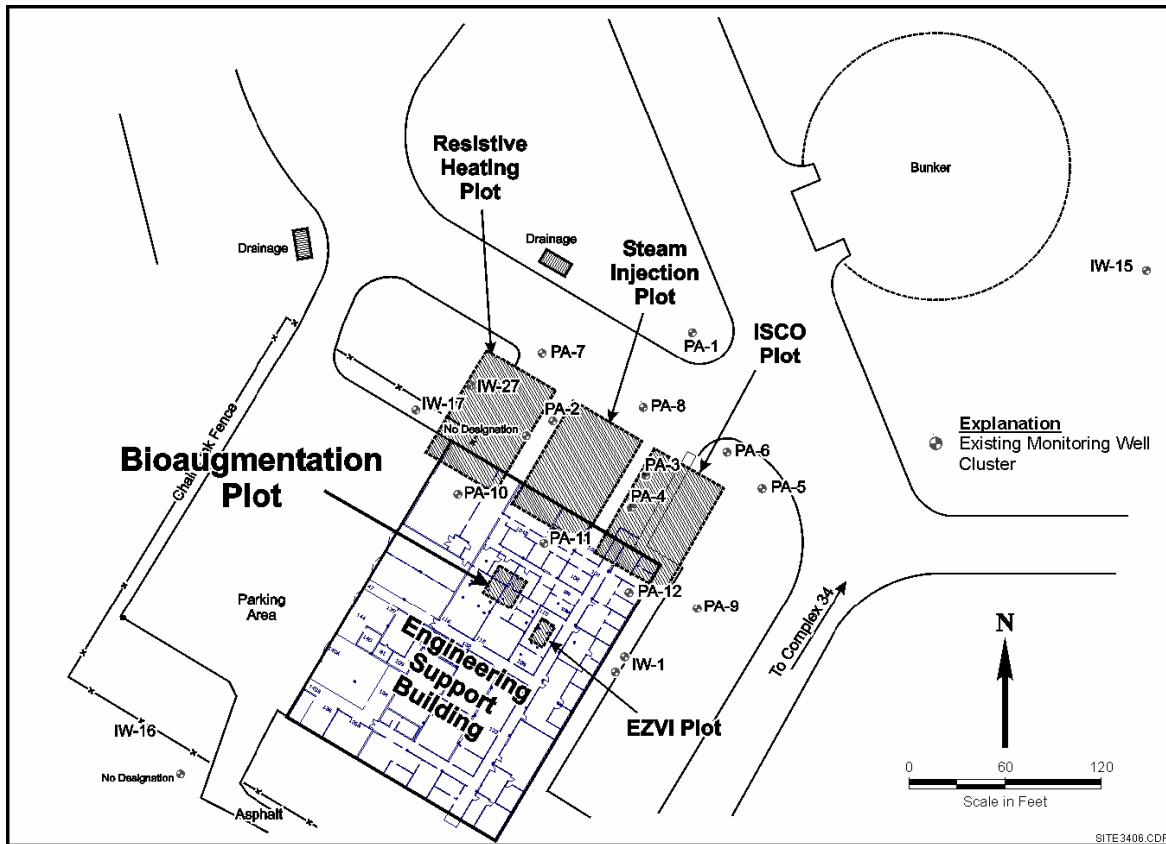 Resistive
Heating
Plot
Bunker
Drainage
Drainage
Steam
Injection
Plot
IW-15
ISCO
Plot
PA-1
PA-7
IW-27
IW-17
PA-2
PA-8
No Designation
Explanation
Existing Monitoring Well
Cluster
PA-6
PA-3
PA-5
PA-4
Bioaugmentation
Plot
PA-10
PA-11
PA-12
PA-9
Parking
Area
Engineering
Support
Building
To Complex 34
N
IW-1
EZVI Plot
IW-16
No Designation
Asphalt
0 60 120
Scale in Feet
SITE3406.CDR